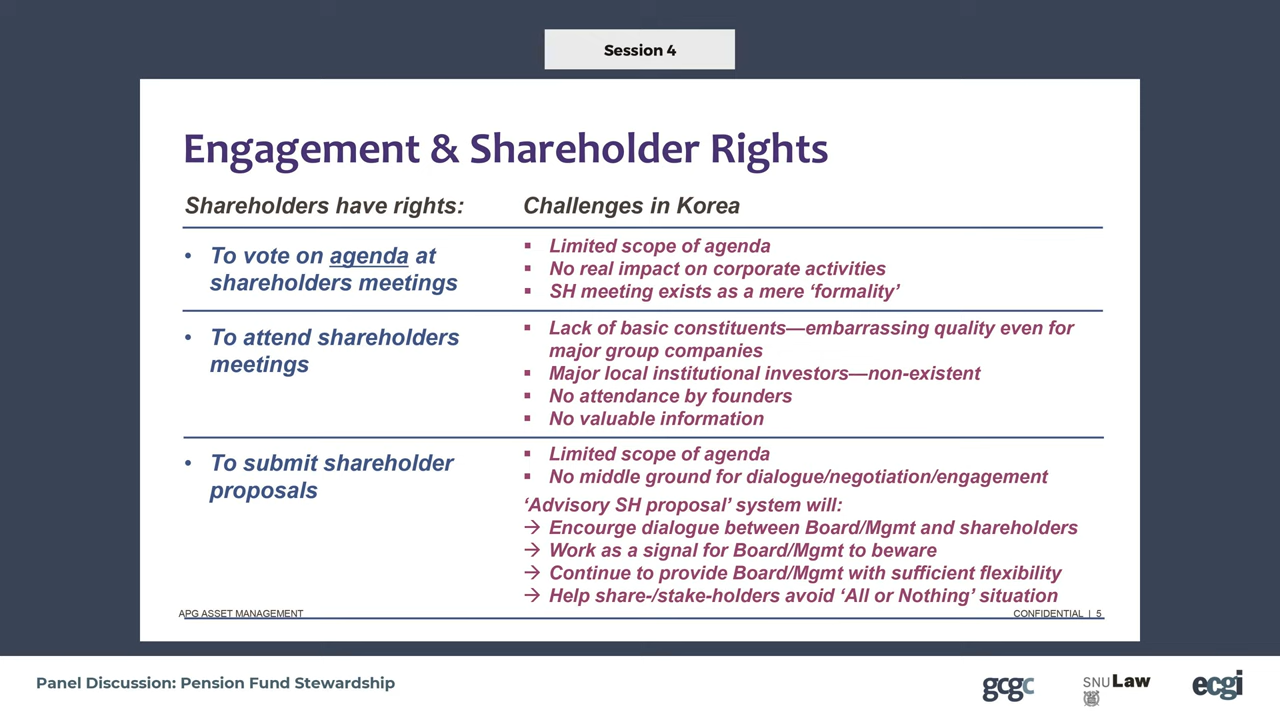 Session 4
Engagement & Shareholder Rights
Shareholders have rights:
Challenges in Korea
• To vote on agenda at
shareholders meetings
▪ Limited scope of agenda
▪ No real impact on corporate activities
▪ SH meeting exists as a mere ‘formality’
• To attend shareholders
meetings
▪ Lack of basic constituents—embarrassing quality even for
major group companies
▪ Major local institutional investors—non-existent
▪ No attendance by founders
▪ No valuable information
• To submit shareholder
proposals
▪ Limited scope of agenda
▪ No middle ground for dialogue/negotiation/engagement
‘Advisory SH proposal’ system will:
→ Encourge dialogue between Board/Mgmt and shareholders
→ Work as a signal for Board/Mgmt to beware
→ Continue to provide Board/Mgmt with sufficient flexibility
→ Help share-/stake-holders avoid ‘All or Nothing’ situation
APG ASSET MANAGEMENT
CONFIDENTIAL | 5
Panel Discussion: Pension Fund Stewardship
gcgc
SNU Law
ecgi